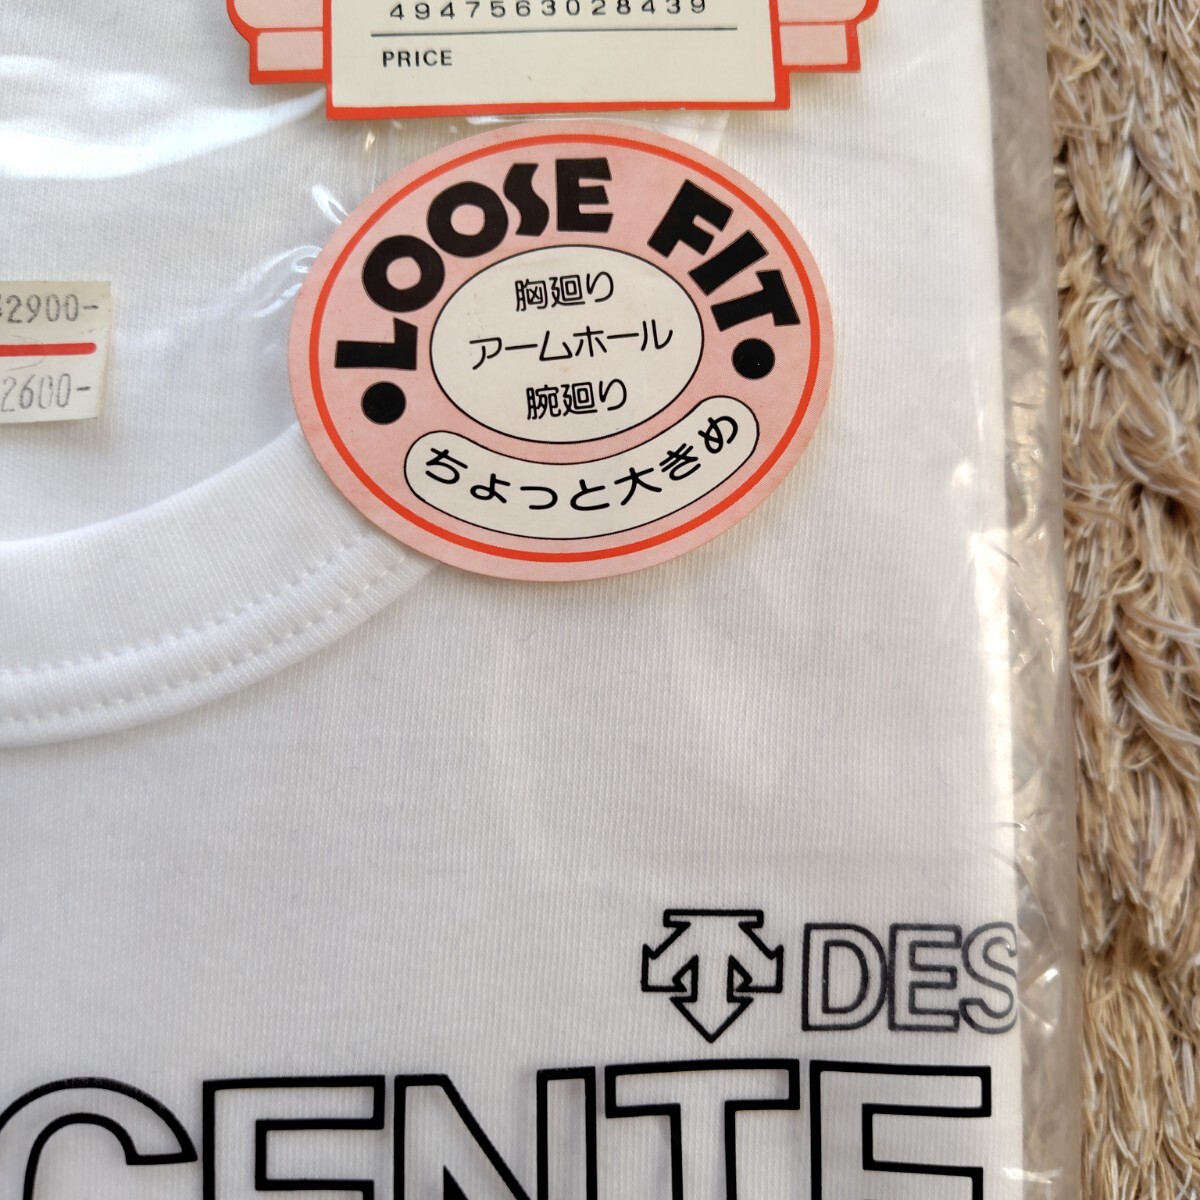 4947563028439
PRICE
LOOSE FIT
胸廻り
アームホール
腕廻り
ちょっと大きめ
¥2900-
2600-
DES
CENTE